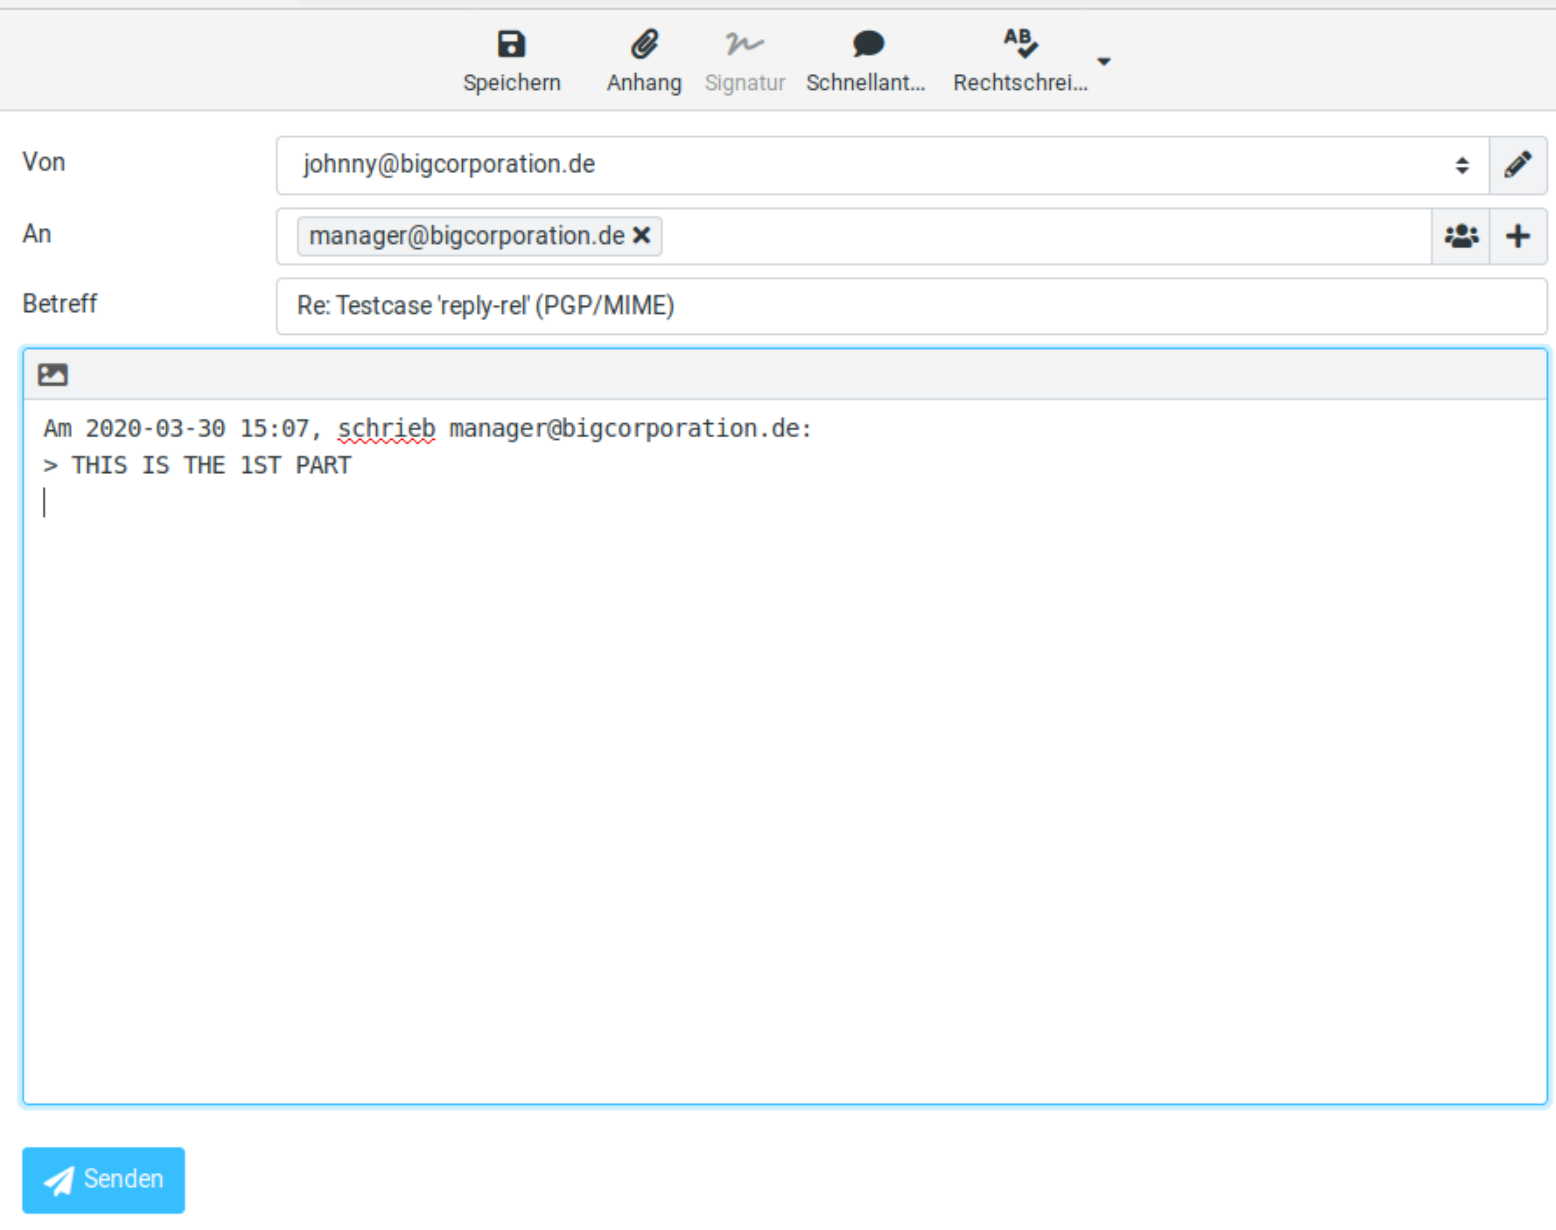 Speichern Anhang Signatur Schnellant... AB Rechtschrei...
Von johnny@bigcorporation.de
An manager@bigcorporation.de
Betreff Re: Testcase 'reply-rel' (PGP/MIME)
Am 2020-03-30 15:07, schrieb manager@bigcorporation.de:
> THIS IS THE 1ST PART
Senden